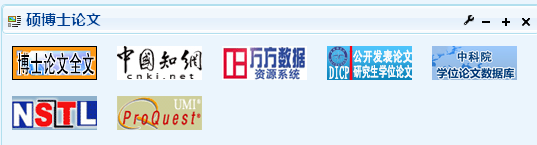 硕博士论文
博士论文全文
中国知網
cnki.net
万方数据
资源系统
DICP
公开发表论文
研究生学位论文
中科院
学位论文数据库
NSTL
UMI®
ProQuest®